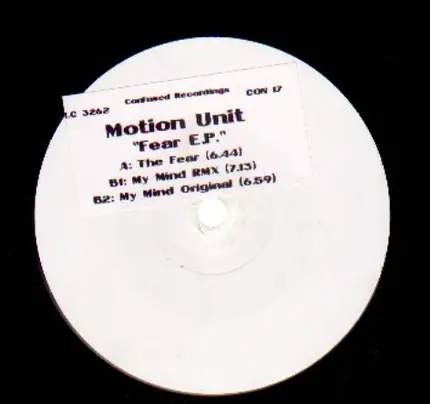 LC 3262 Confused Recordings CON 17
Motion Unit
"Fear E.P."
A: The Fear (6.44)
B1: My Mind RMX (7.13)
B2: My Mind Original (6.59)